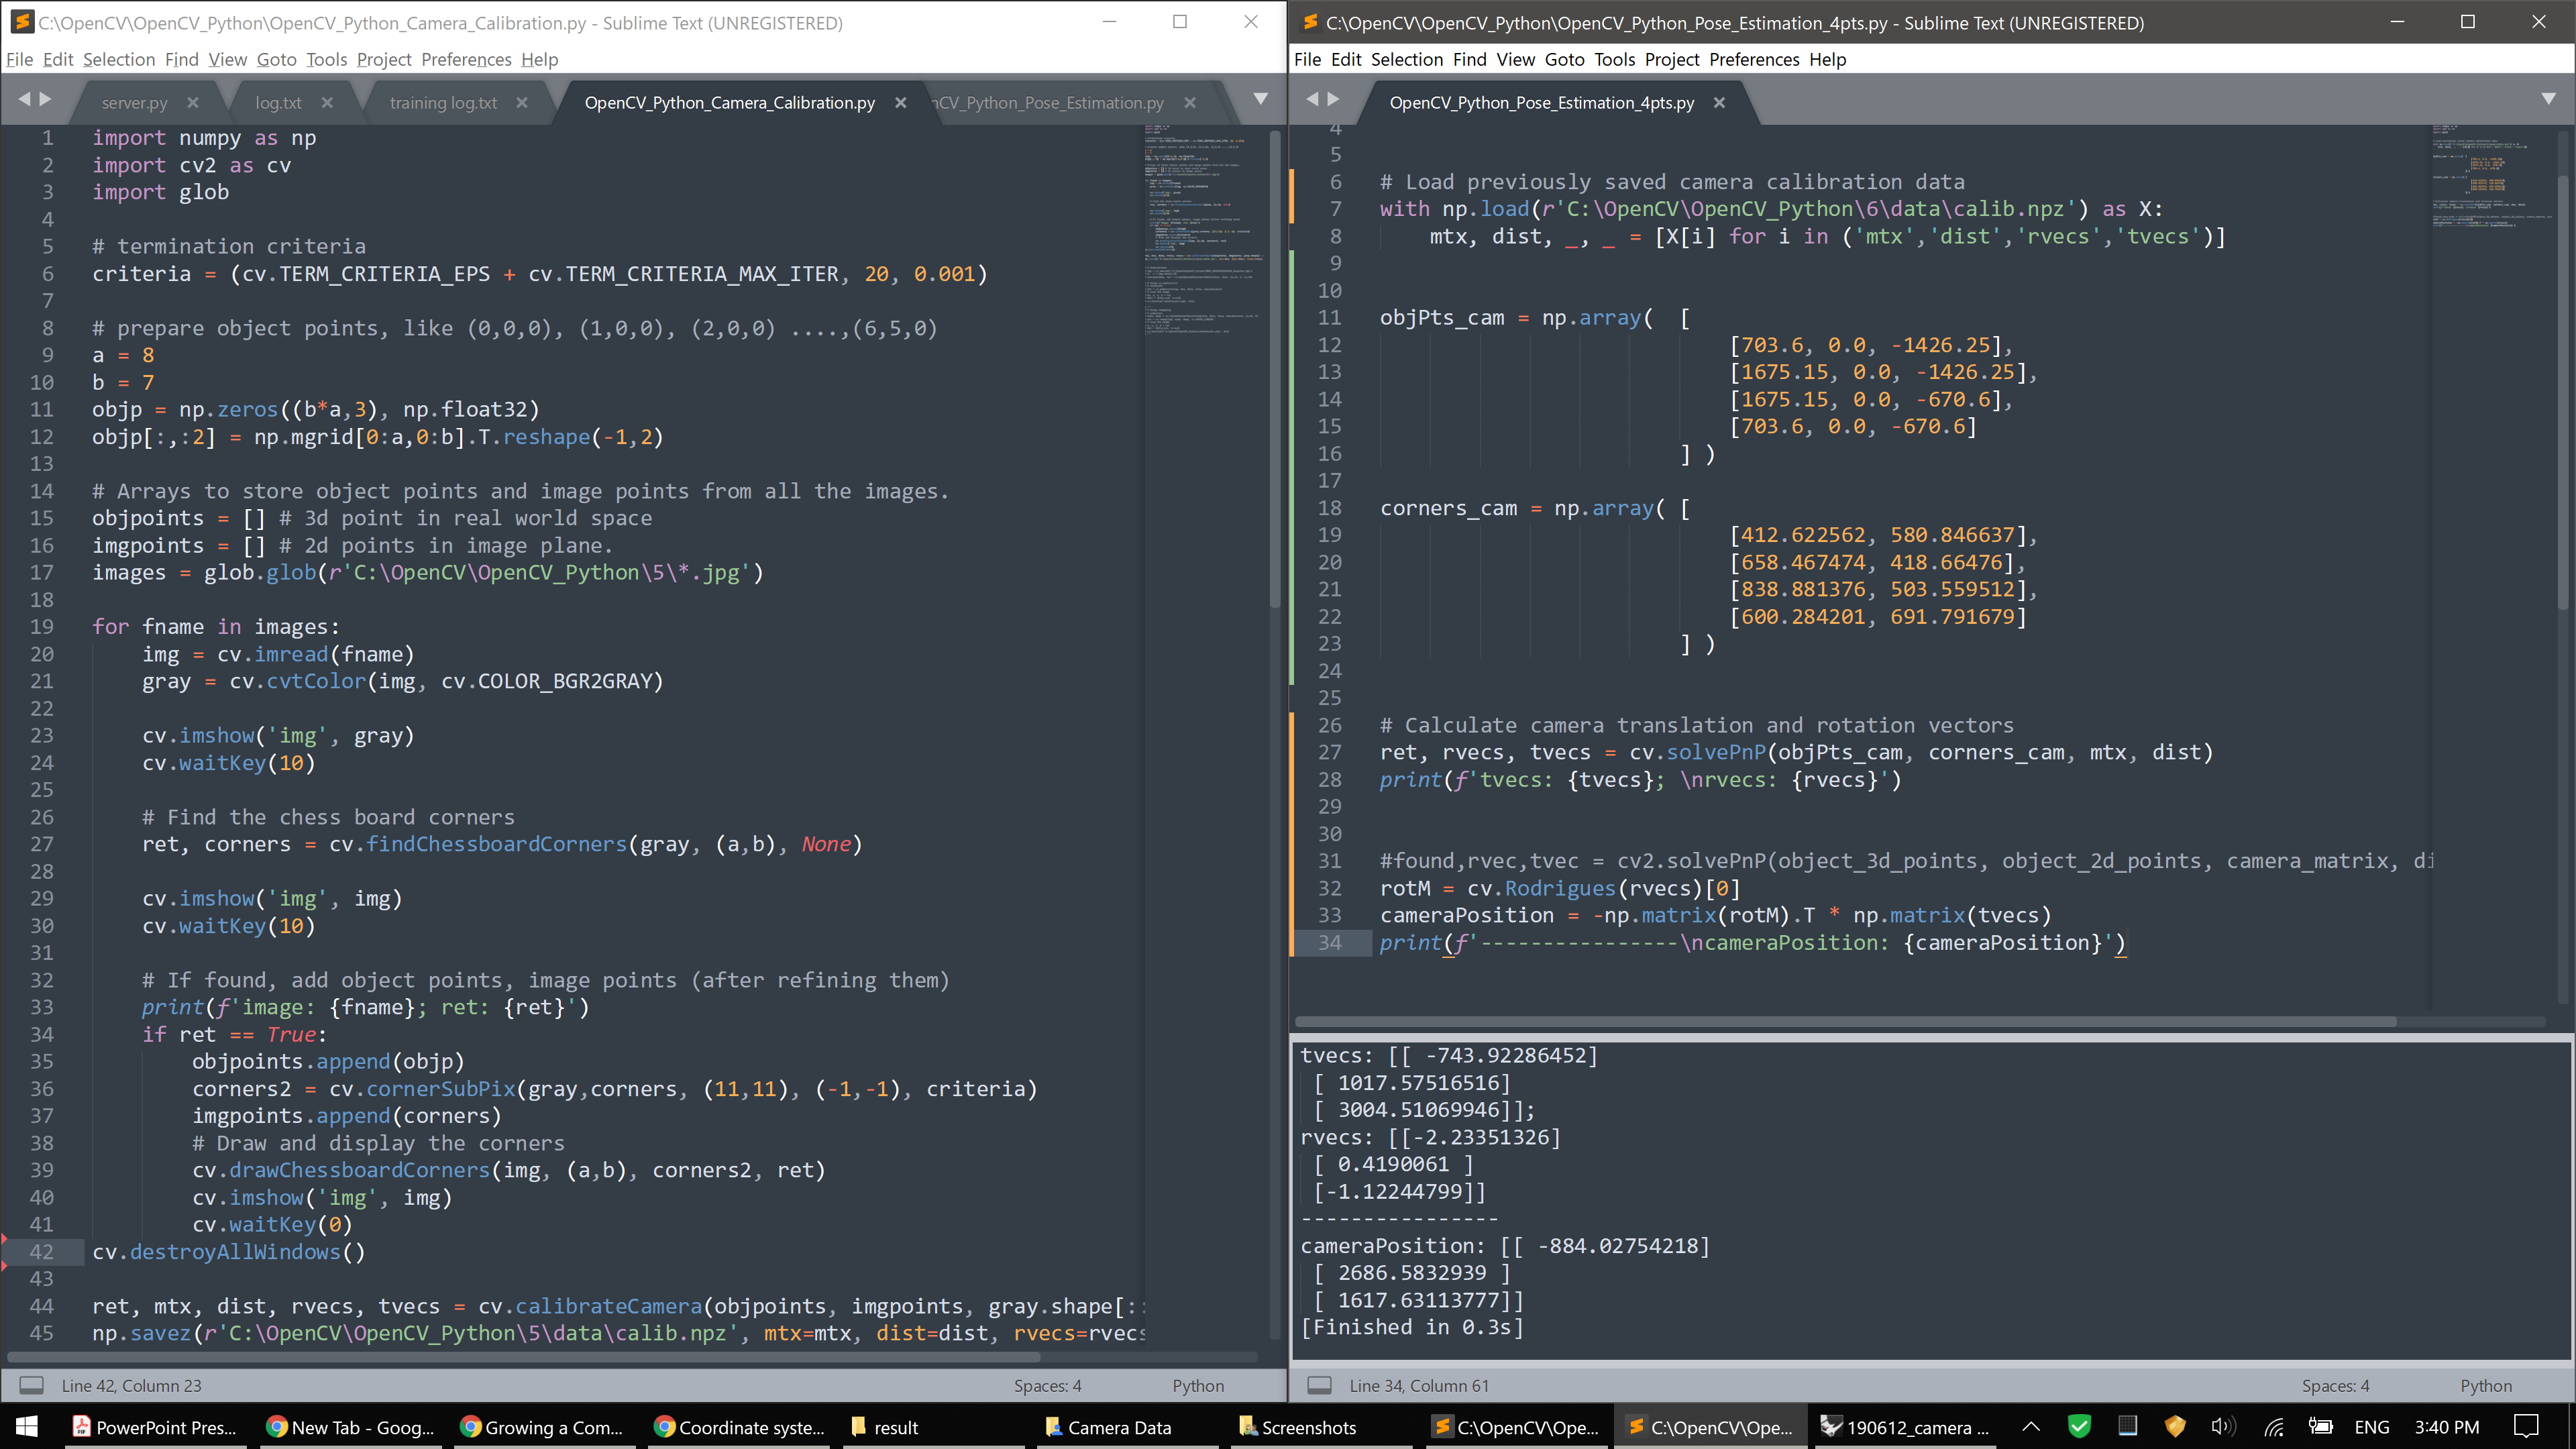 C:\OpenCV\OpenCV_Python\OpenCV_Python_Camera_Calibration.py - Sublime Text (UNREGISTERED)
File Edit Selection Find View Goto Tools Project Preferences Help
server.py
log.txt
training log.txt
OpenCV_Python_Camera_Calibration.py
CV_Python_Pose_Estimation.py
1 import numpy as np
2 import cv2 as cv
3 import glob
4
5 # termination criteria
6 criteria = (cv.TERM_CRITERIA_EPS + cv.TERM_CRITERIA_MAX_ITER, 20, 0.001)
7
8 # prepare object points, like (0,0,0), (1,0,0), (2,0,0) ....,(6,5,0)
9 a = 8
10 b = 7
11 objp = np.zeros((b*a,3), np.float32)
12 objp[:,:2] = np.mgrid[0:a,0:b].T.reshape(-1,2)
13
14 # Arrays to store object points and image points from all the images.
15 objpoints = [] # 3d point in real world space
16 imgpoints = [] # 2d points in image plane.
17 images = glob.glob(r'C:\OpenCV\OpenCV_Python\5\*.jpg')
18
19 for fname in images:
20 img = cv.imread(fname)
21 gray = cv.cvtColor(img, cv.COLOR_BGR2GRAY)
22
23 cv.imshow('img', gray)
24 cv.waitKey(10)
25
26 # Find the chess board corners
27 ret, corners = cv.findChessboardCorners(gray, (a,b), None)
28
29 cv.imshow('img', img)
30 cv.waitKey(10)
31
32 # If found, add object points, image points (after refining them)
33 print(f'image: {fname}; ret: {ret}')
34 if ret == True:
35 objpoints.append(objp)
36 corners2 = cv.cornerSubPix(gray,corners, (11,11), (-1,-1), criteria)
37 imgpoints.append(corners)
38 # Draw and display the corners
39 cv.drawChessboardCorners(img, (a,b), corners2, ret)
40 cv.imshow('img', img)
41 cv.waitKey(0)
42 cv.destroyAllWindows()
43
44 ret, mtx, dist, rvecs, tvecs = cv.calibrateCamera(objpoints, imgpoints, gray.shape[::
45 np.savez(r'C:\OpenCV\OpenCV_Python\5\data\calib.npz', mtx=mtx, dist=dist, rvecs=rvecs
Line 42, Column 23
Spaces: 4
Python
C:\OpenCV\OpenCV_Python\OpenCV_Python_Pose_Estimation_4pts.py - Sublime Text (UNREGISTERED)
File Edit Selection Find View Goto Tools Project Preferences Help
OpenCV_Python_Pose_Estimation_4pts.py
4
5
6 # Load previously saved camera calibration data
7 with np.load(r'C:\OpenCV\OpenCV_Python\6\data\calib.npz') as X:
8 mtx, dist, _, _ = [X[i] for i in ('mtx','dist','rvecs','tvecs')]
9
10
11 objPts_cam = np.array( [
12 [703.6, 0.0, -1426.25],
13 [1675.15, 0.0, -1426.25],
14 [1675.15, 0.0, -670.6],
15 [703.6, 0.0, -670.6]
16 ] )
17
18 corners_cam = np.array( [
19 [412.622562, 580.846637],
20 [658.467474, 418.66476],
21 [838.881376, 503.559512],
22 [600.284201, 691.791679]
23 ] )
24
25
26 # Calculate camera translation and rotation vectors
27 ret, rvecs, tvecs = cv.solvePnP(objPts_cam, corners_cam, mtx, dist)
28 print(f'tvecs: {tvecs}; \nrvecs: {rvecs}')
29
30
31 #found,rvec,tvec = cv2.solvePnP(object_3d_points, object_2d_points, camera_matrix, di
32 rotM = cv.Rodrigues(rvecs)[0]
33 cameraPosition = -np.matrix(rotM).T * np.matrix(tvecs)
34 print(f'----------------\ncameraPosition: {cameraPosition}')
tvecs: [[ -743.92286452]
[ 1017.57516516]
[ 3004.51069946]];
rvecs: [[-2.23351326]
[ 0.4190061 ]
[-1.12244799]]
----------------
cameraPosition: [[ -884.02754218]
[ 2686.5832939 ]
[ 1617.63113777]]
[Finished in 0.3s]
Line 34, Column 61
Spaces: 4
Python
PowerPoint Pres...
New Tab - Goog...
Growing a Com...
Coordinate syste...
result
Camera Data
Screenshots
C:\OpenCV\Ope...
C:\OpenCV\Ope...
190612_camera ...
ENG
3:40 PM